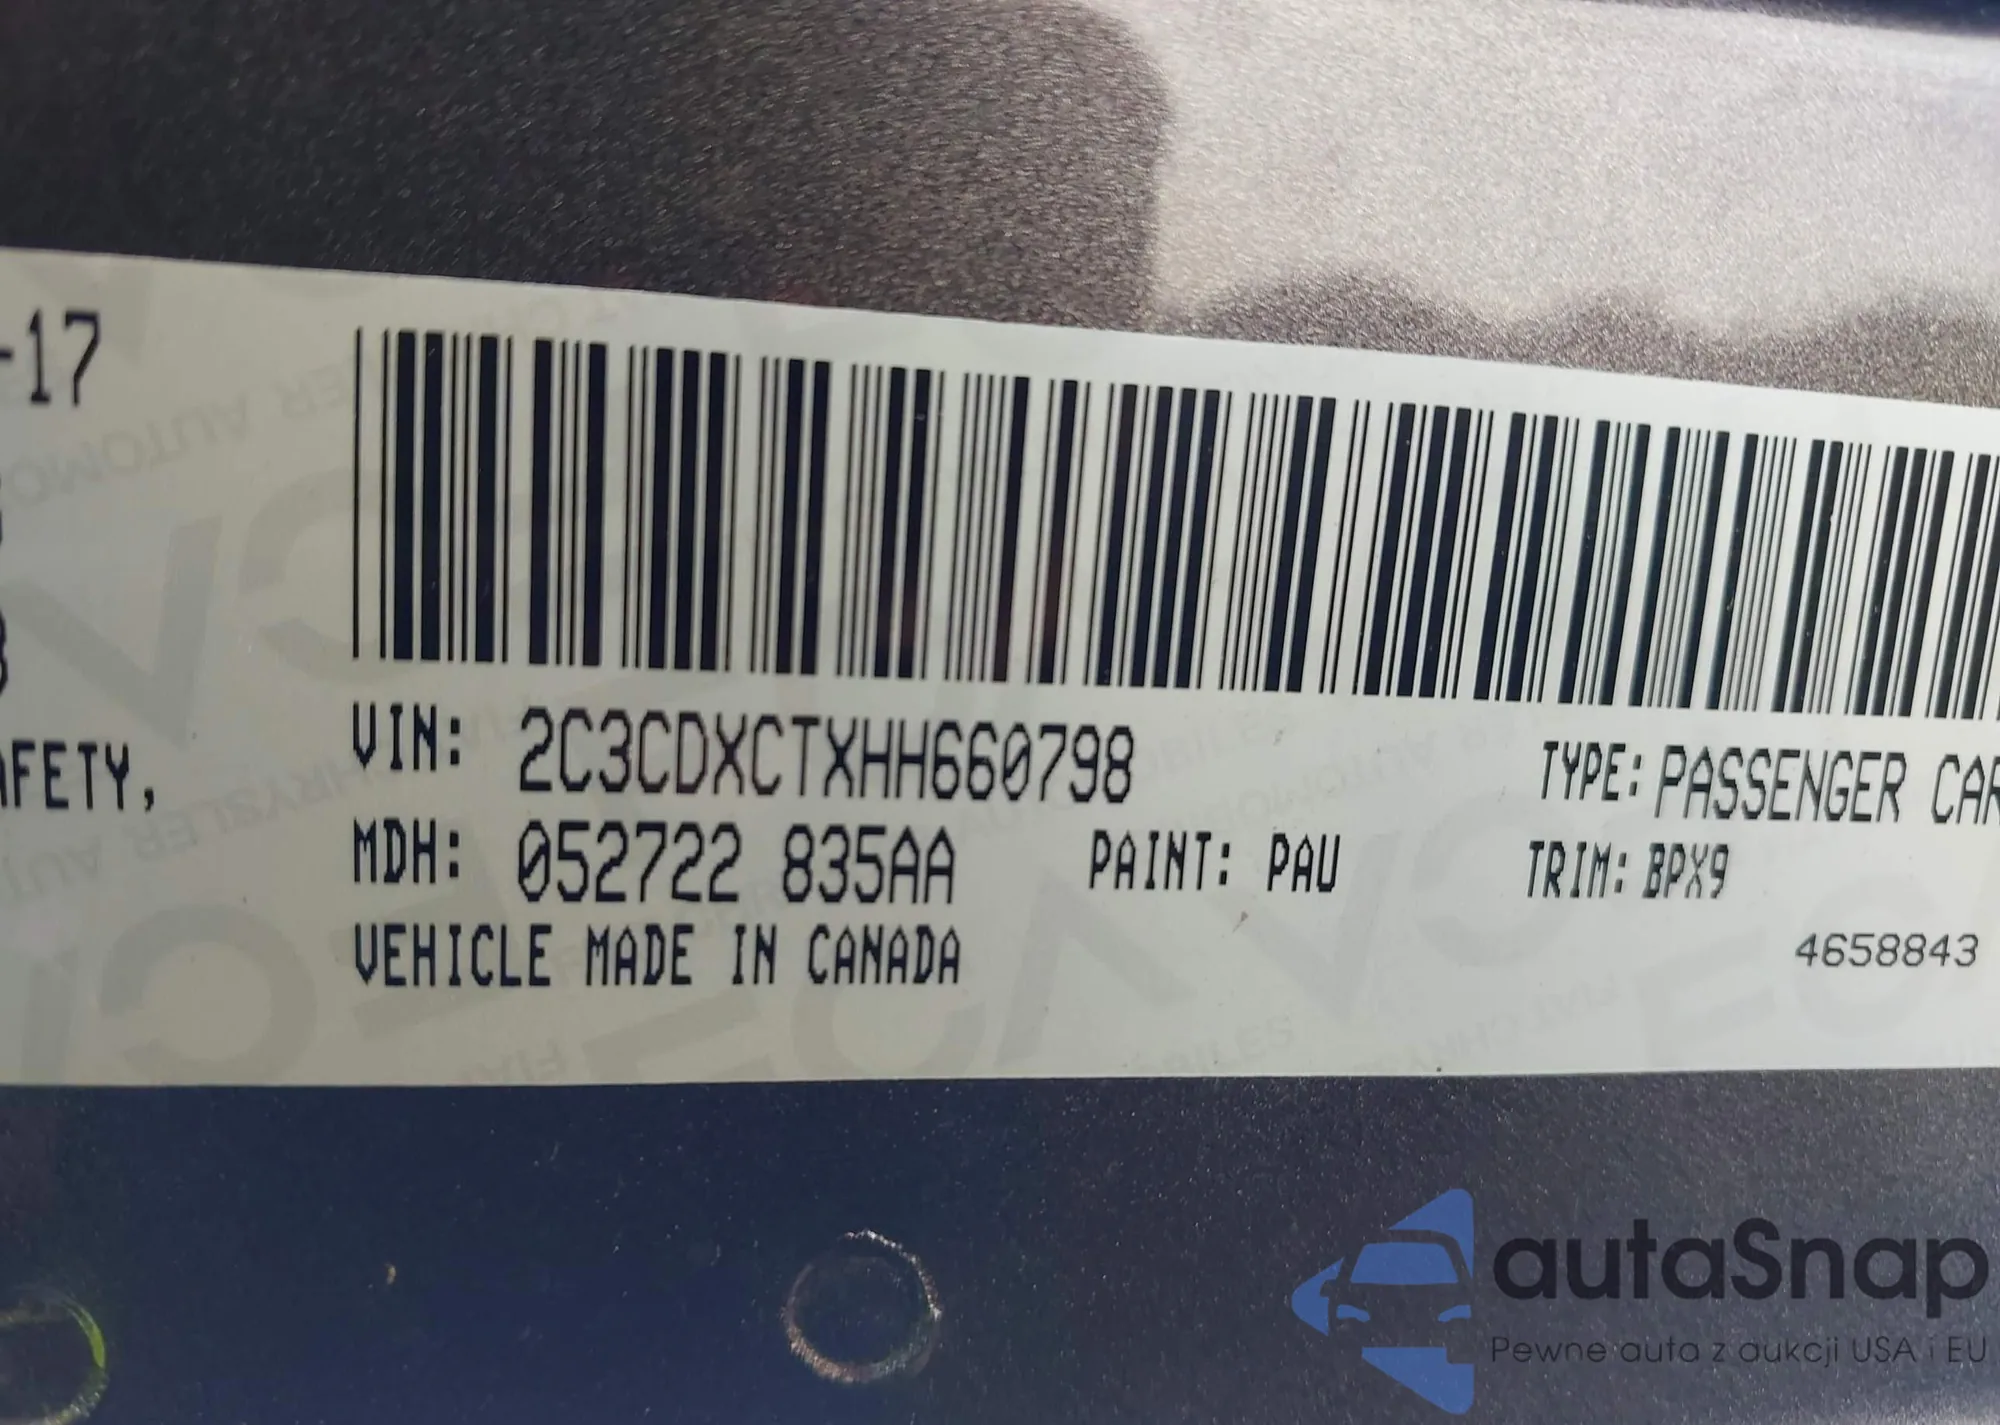 -17
AFETY,
VIN: 2C3CDXCTXHH660798
TYPE: PASSENGER CAR
MDH: 052722 835AA
PAINT: PAU
TRIM: BPX9
VEHICLE MADE IN CANADA
4658843
autaSnap
Pewne auta z aukcji USA i EU